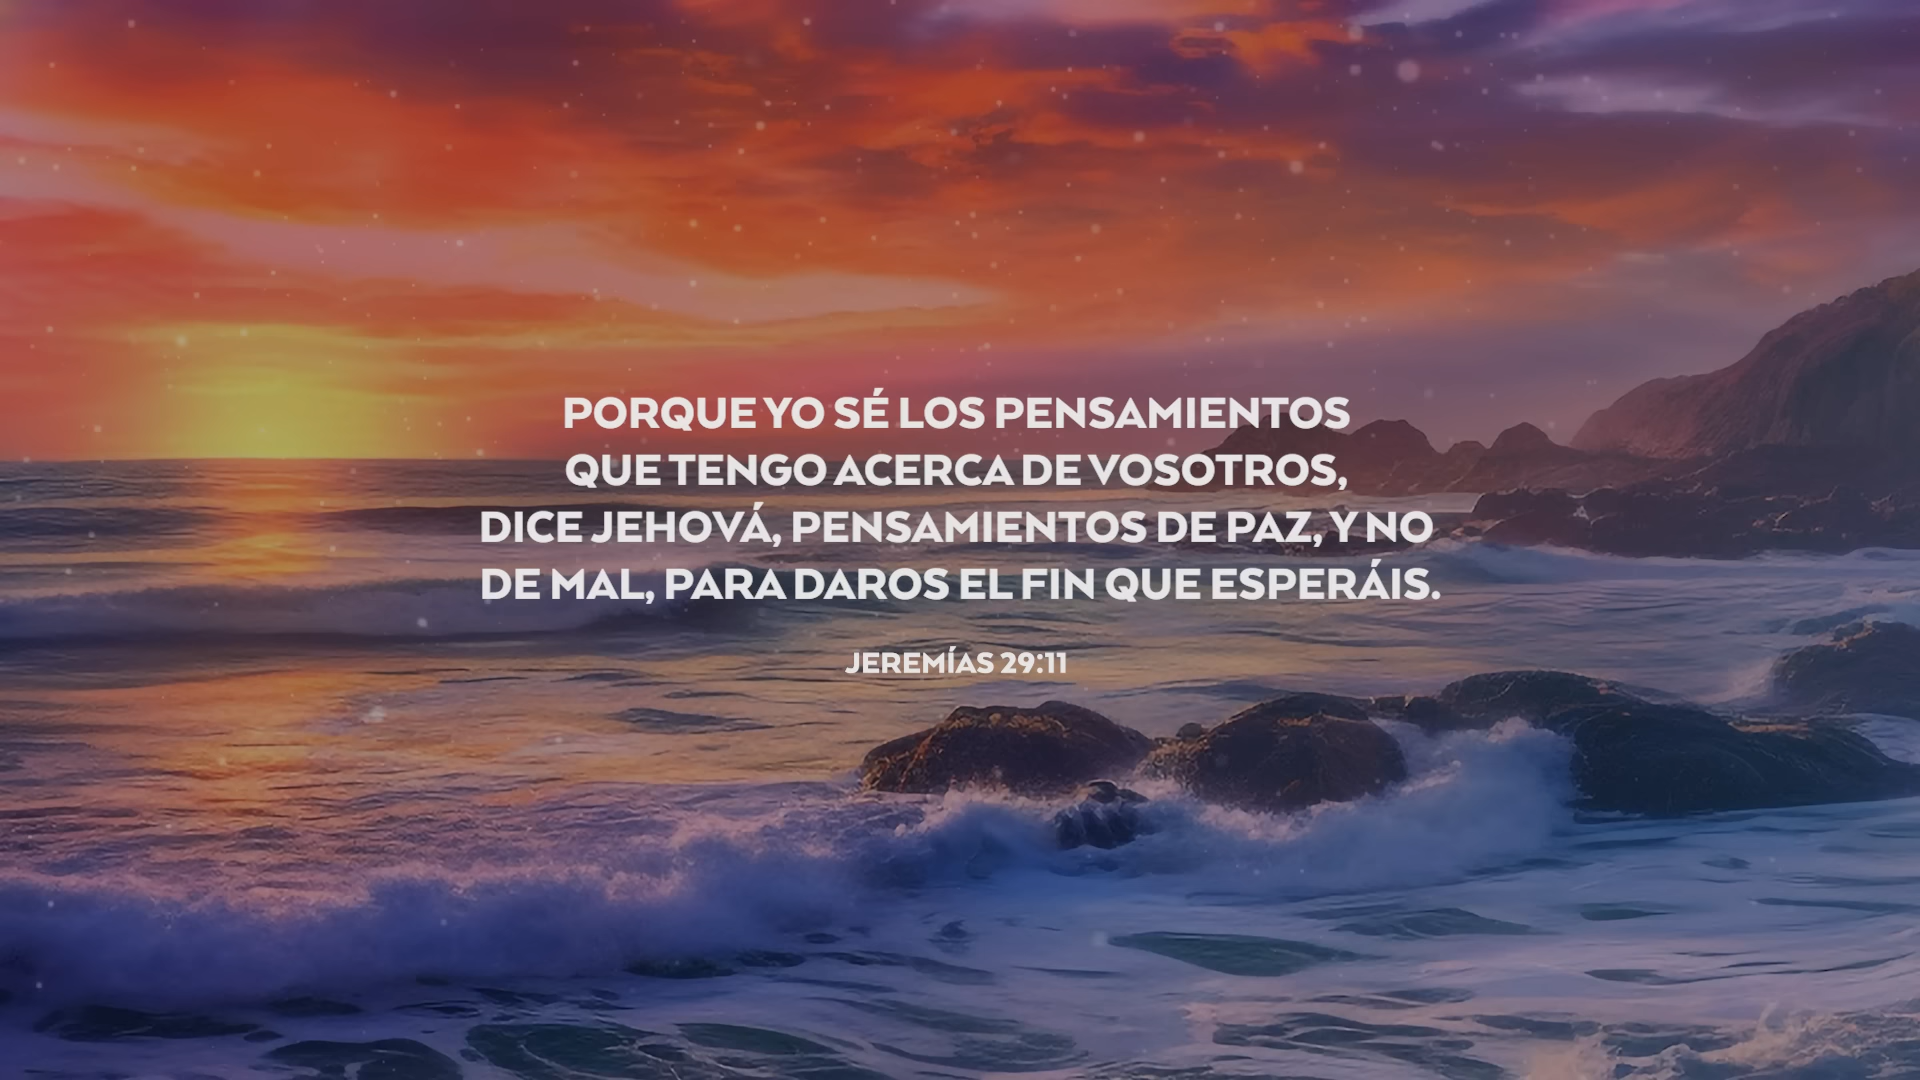 PORQUE YO SÉ LOS PENSAMIENTOS
QUE TENGO ACERCA DE VOSOTROS,
DICE JEHOVÁ, PENSAMIENTOS DE PAZ, Y NO
DE MAL, PARA DAROS EL FIN QUE ESPERÁIS.
JEREMÍAS 29:11